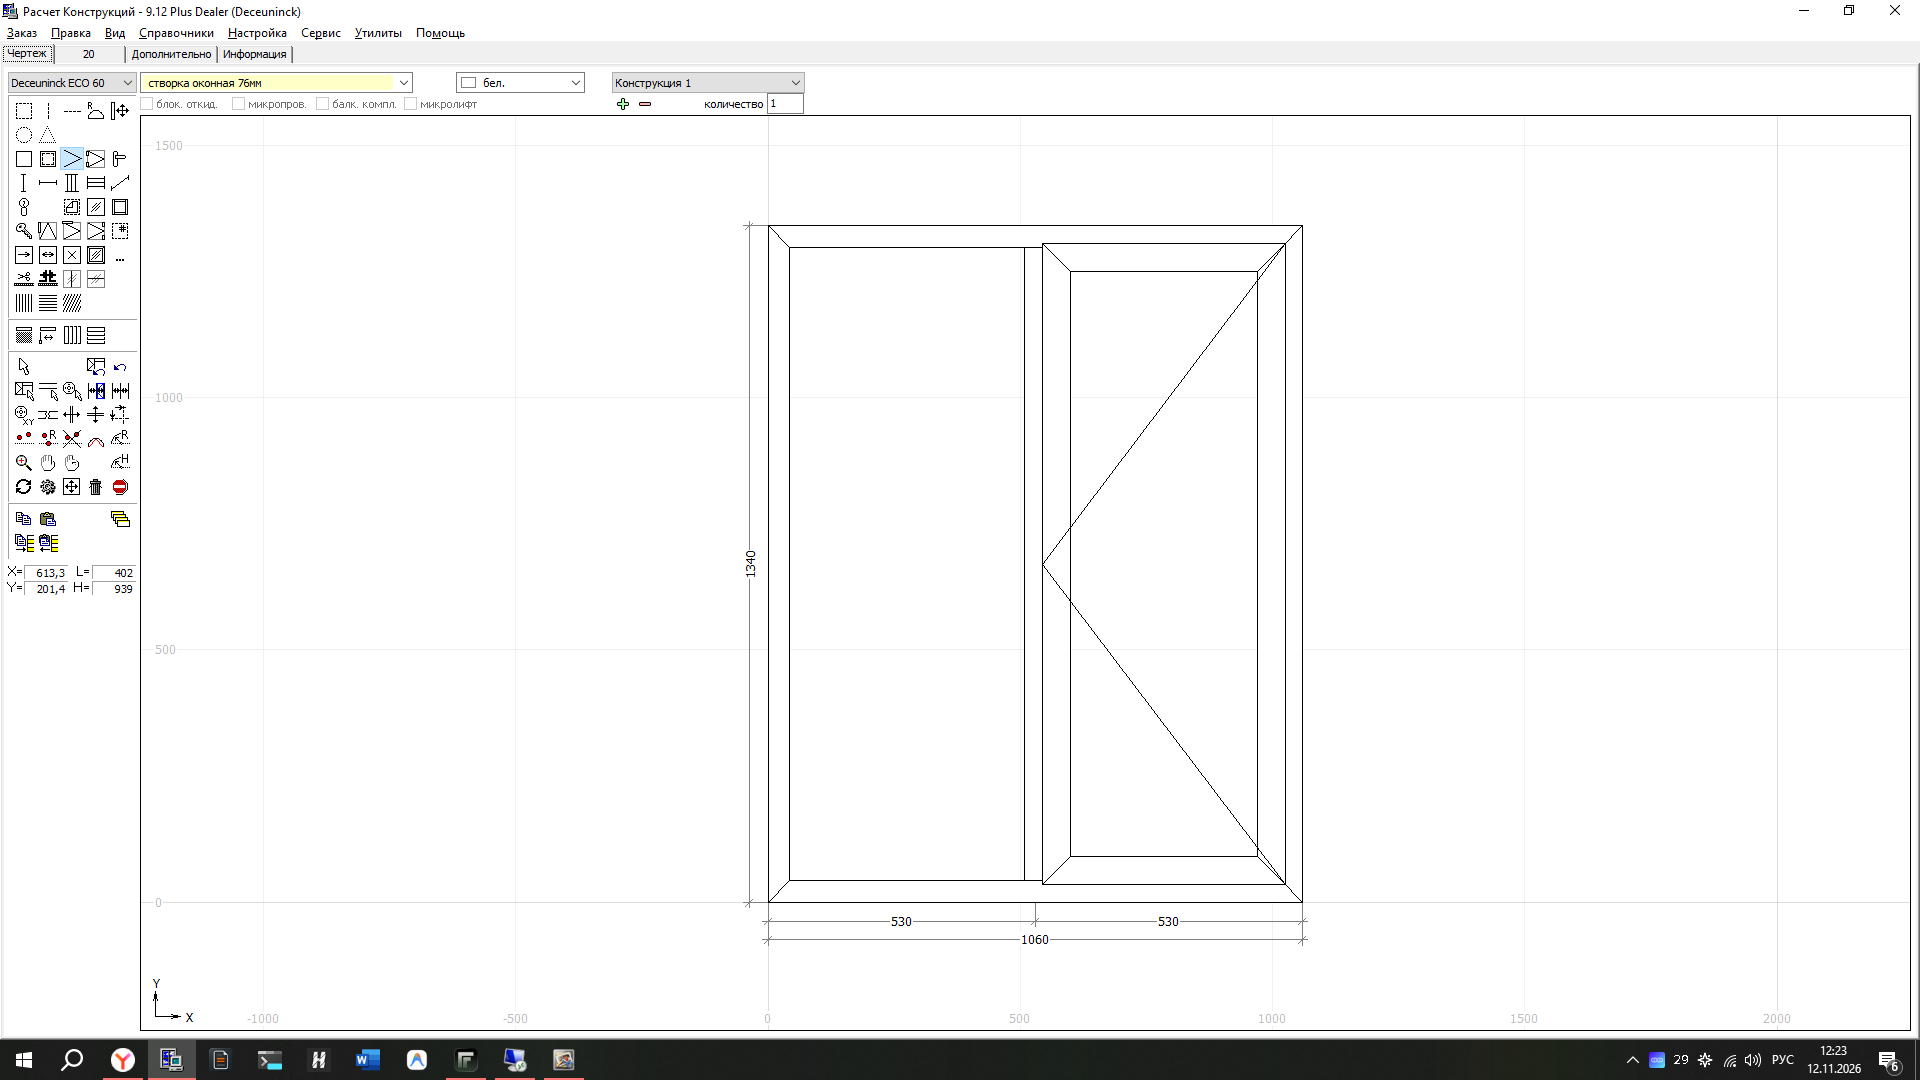 Расчет Конструкций - 9.12 Plus Dealer (Deceuninck)
Заказ Правка Вид Справочники Настройка Сервис Утилиты Помощь
Чертеж 20 Дополнительно Информация
Deceuninck ECO 60 створка оконная 76мм бел. Конструкция 1
блок. откид. микропров. балк. компл. микролифт количество 1
R
1500
1000
R
XY
R
H
X= 613,3 L= 402
Y= 201,4 H= 939
500
1340
0
530 530
1060
Y
X
-1000 -500 0 500 1000 1500 2000
29 РУС 12:23
12.11.2026
6